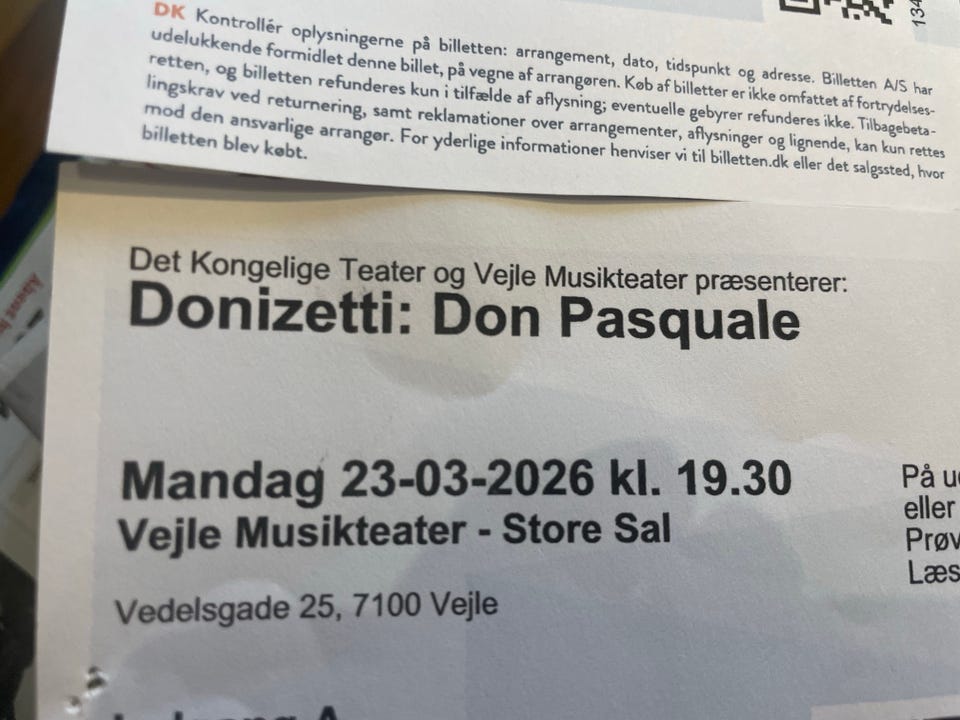 DK Kontrollér oplysningerne på billetten: arrangement, dato, tidspunkt og adresse. Billetten A/S har
udelukkende formidlet denne billet, på vegne af arrangøren. Køb af billetter er ikke omfattet af fortrydelses-
retten, og billetten refunderes kun i tilfælde af aflysning; eventuelle gebyrer refunderes ikke. Tilbagebeta-
lingskrav ved returnering, samt reklamationer over arrangementer, aflysninger og lignende, kan kun rettes
mod den ansvarlige arrangør. For yderlige informationer henviser vi til billetten.dk eller det salgssted, hvor
billetten blev købt.
134
Det Kongelige Teater og Vejle Musikteater præsenterer:
Donizetti: Don Pasquale
Mandag 23-03-2026 kl. 19.30
Vejle Musikteater - Store Sal
Vedelsgade 25, 7100 Vejle
På
eller
Prøv
Læs